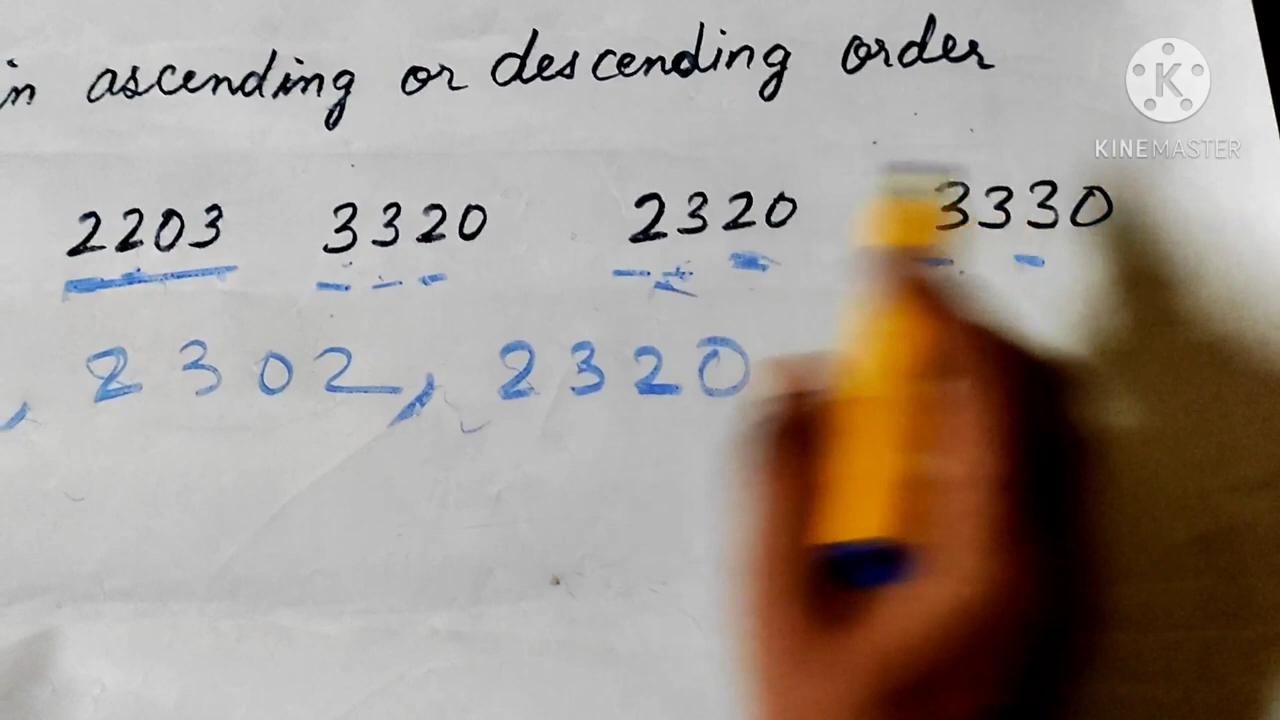 in ascending or descending order
K
KINEMASTER
2203 3320 2320 3330
, 2302, 2320